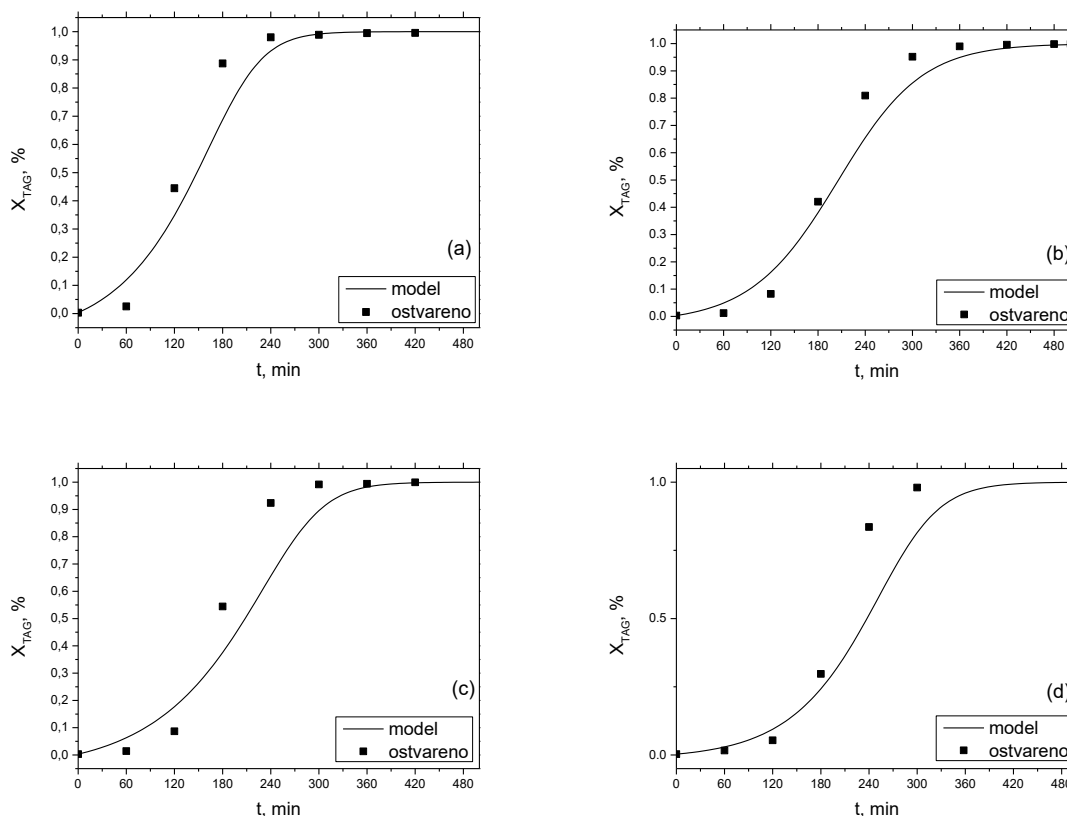 1,0
0,9
0,8
0,7
0,6
0,5
0,4
0,3
0,2
0,1
0,0
X_TAG, %
(a)
model
ostvareno
0 60 120 180 240 300 360 420 480
t, min
1.0
0.9
0.8
0.7
0.6
0.5
0.4
0.3
0.2
0.1
0.0
X_TAG, %
(b)
model
ostvareno
0 60 120 180 240 300 360 420 480
t, min
1,0
0,9
0,8
0,7
0,6
0,5
0,4
0,3
0,2
0,1
0,0
X_TAG, %
(c)
model
ostvareno
0 60 120 180 240 300 360 420 480
t, min
1.0
0.5
0.0
X_TAG, %
(d)
model
ostvareno
0 60 120 180 240 300 360 420 480
t, min